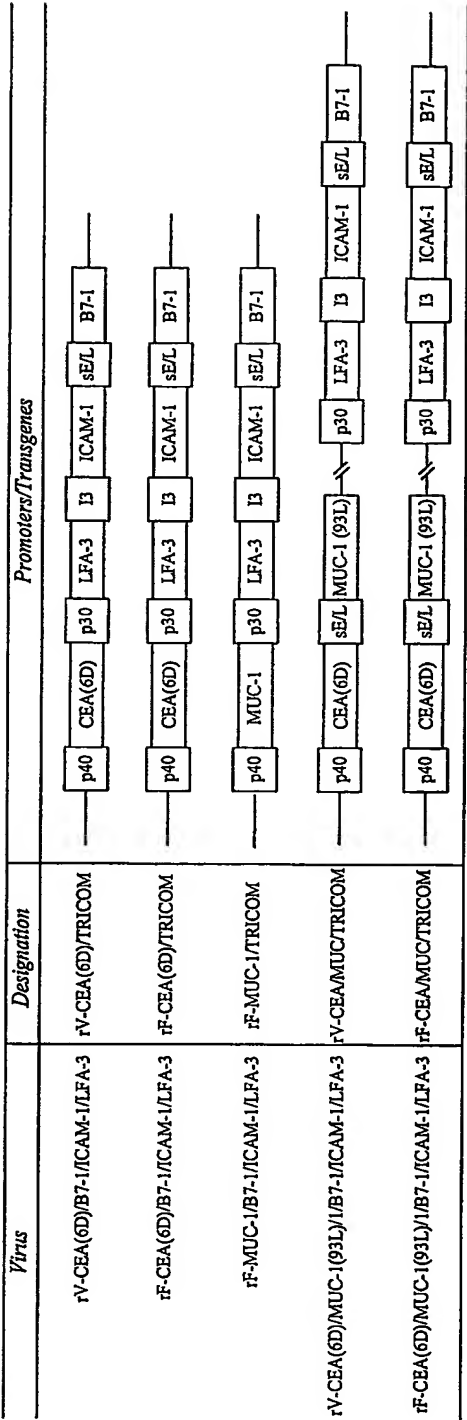 Virus Designation Promoters/Transgenes
rV-CEA(6D)/B7-1/ICAM-1/LFA-3 rV-CEA(6D)/TRICOM p40 CEA(6D) p30 LFA-3 I3 ICAM-1 sE/L B7-1
rF-CEA(6D)/B7-1/ICAM-1/LFA-3 rF-CEA(6D)/TRICOM p40 CEA(6D) p30 LFA-3 I3 ICAM-1 sE/L B7-1
rF-MUC-1/B7-1/ICAM-1/LFA-3 rF-MUC-1/TRICOM p40 MUC-1 p30 LFA-3 I3 ICAM-1 sE/L B7-1
rV-CEA(6D)/MUC-1(93L)/1/B7-1/ICAM-1/LFA-3 rV-CEA/MUC/TRICOM p40 CEA(6D) sE/L MUC-1 (93L) p30 LFA-3 I3 ICAM-1 sE/L B7-1
rF-CEA(6D)/MUC-1(93L)/1/B7-1/ICAM-1/LFA-3 rF-CEA/MUC/TRICOM p40 CEA(6D) sE/L MUC-1 (93L) p30 LFA-3 I3 ICAM-1 sE/L B7-1